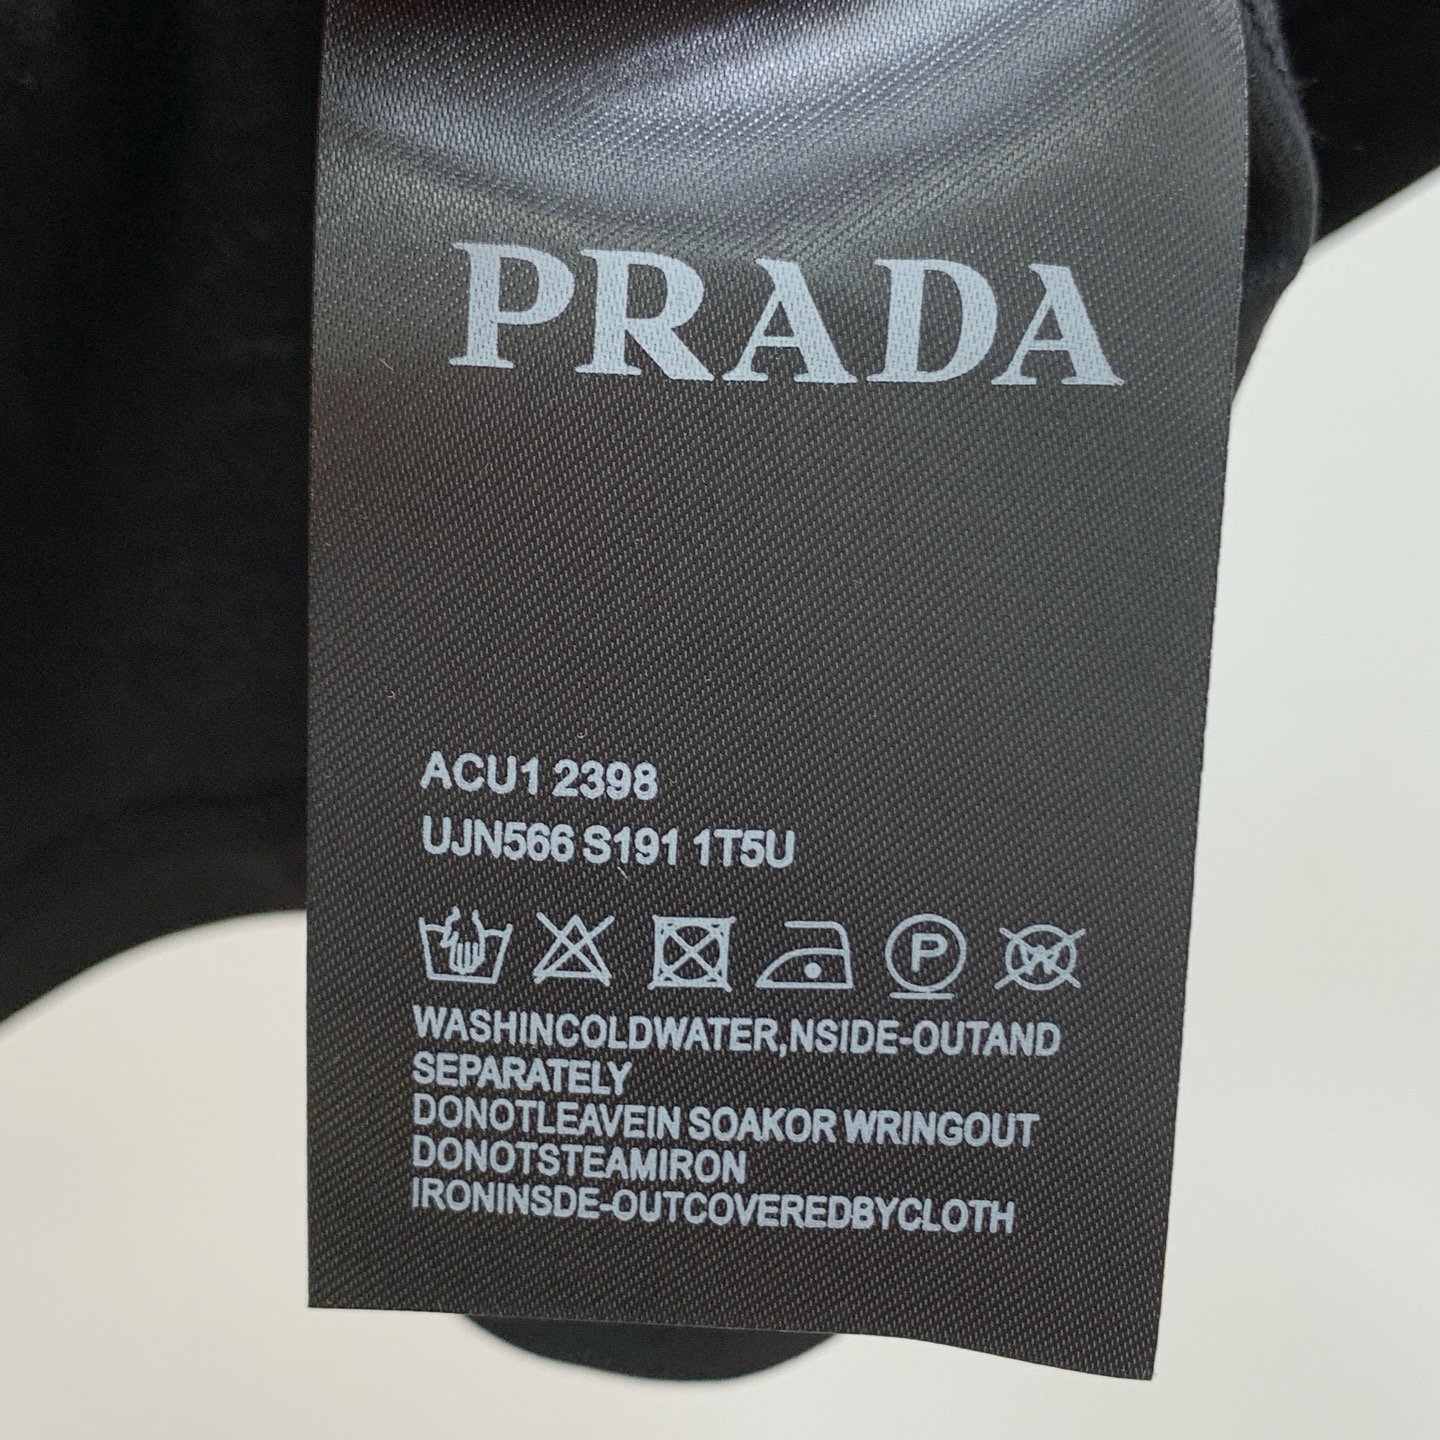 PRADA
ACU1 2398
UJN566 S191 1T5U
P W
WASHINCOLDWATER,NSIDE-OUTAND
SEPARATELY
DONOTLEAVEIN SOAKOR WRINGOUT
DONOTSTEAMIRON
IRONINSDE-OUTCOVEREDBYCLOTH